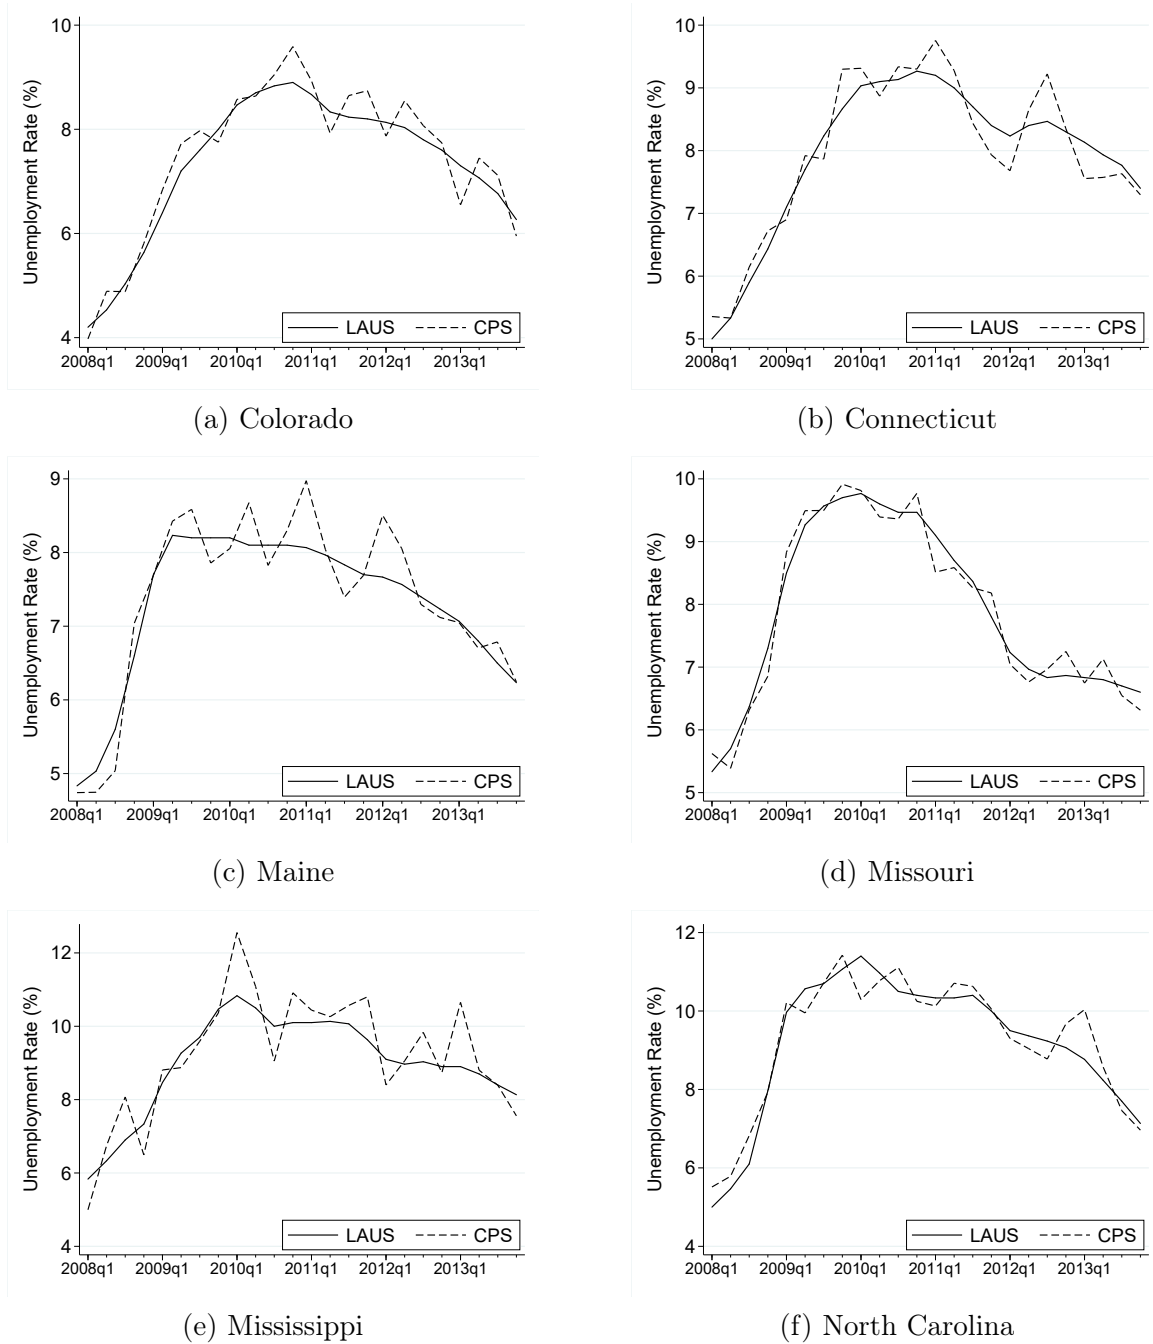 10
8
6
4
Unemployment Rate (%)
LAUS CPS
2008q1 2009q1 2010q1 2011q1 2012q1 2013q1
(a) Colorado
10
9
8
7
6
5
Unemployment Rate (%)
LAUS CPS
2008q1 2009q1 2010q1 2011q1 2012q1 2013q1
(b) Connecticut
9
8
7
6
5
Unemployment Rate (%)
LAUS CPS
2008q1 2009q1 2010q1 2011q1 2012q1 2013q1
(c) Maine
10
9
8
7
6
5
Unemployment Rate (%)
LAUS CPS
2008q1 2009q1 2010q1 2011q1 2012q1 2013q1
(d) Missouri
12
10
8
6
4
Unemployment Rate (%)
LAUS CPS
2008q1 2009q1 2010q1 2011q1 2012q1 2013q1
(e) Mississippi
12
10
8
6
4
Unemployment Rate (%)
LAUS CPS
2008q1 2009q1 2010q1 2011q1 2012q1 2013q1
(f) North Carolina